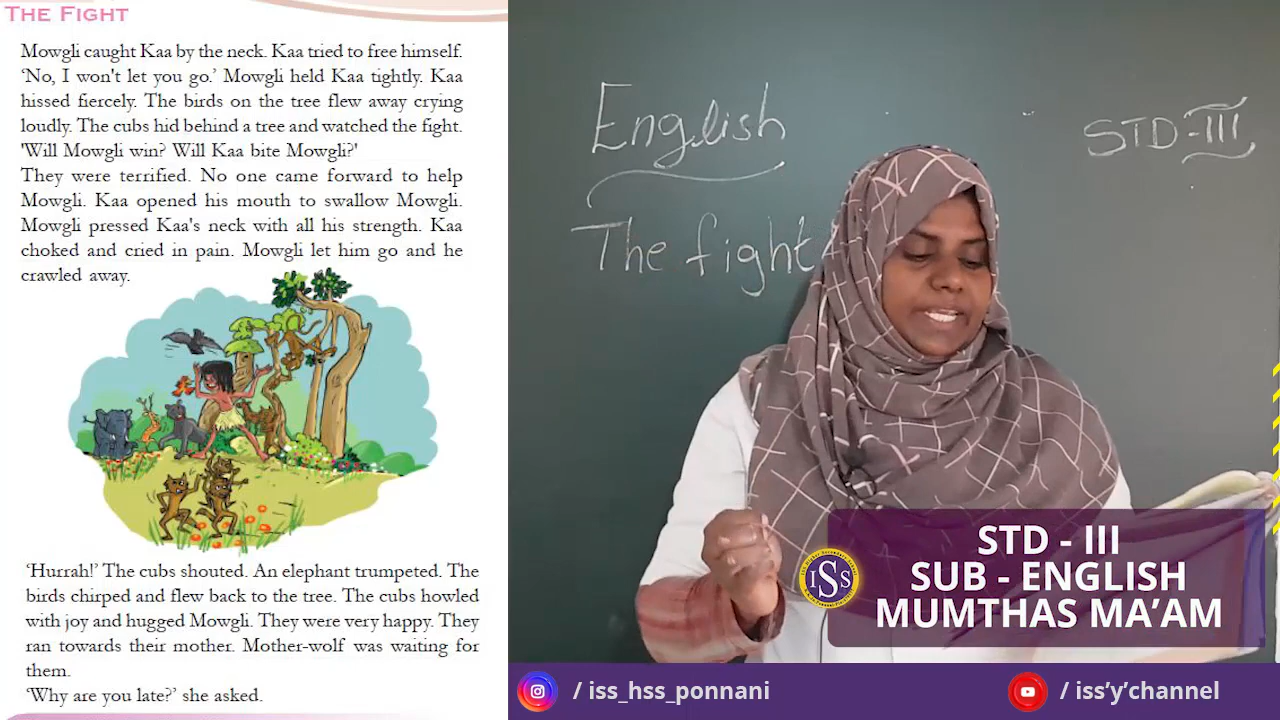 THE FIGHT
Mowgli caught Kaa by the neck. Kaa tried to free himself.
‘No, I won't let you go.’ Mowgli held Kaa tightly. Kaa
hissed fiercely. The birds on the tree flew away crying
loudly. The cubs hid behind a tree and watched the fight.
'Will Mowgli win? Will Kaa bite Mowgli?'
They were terrified. No one came forward to help
Mowgli. Kaa opened his mouth to swallow Mowgli.
Mowgli pressed Kaa's neck with all his strength. Kaa
choked and cried in pain. Mowgli let him go and he
crawled away.
‘Hurrah!’ The cubs shouted. An elephant trumpeted. The
birds chirped and flew back to the tree. The cubs howled
with joy and hugged Mowgli. They were very happy. They
ran towards their mother. Mother-wolf was waiting for
them.
‘Why are you late?’ she asked.
English
STD-III
The fight
ISS
STD - III
SUB - ENGLISH
MUMTHAS MA’AM
/ iss_hss_ponnani
/ iss’y’channel